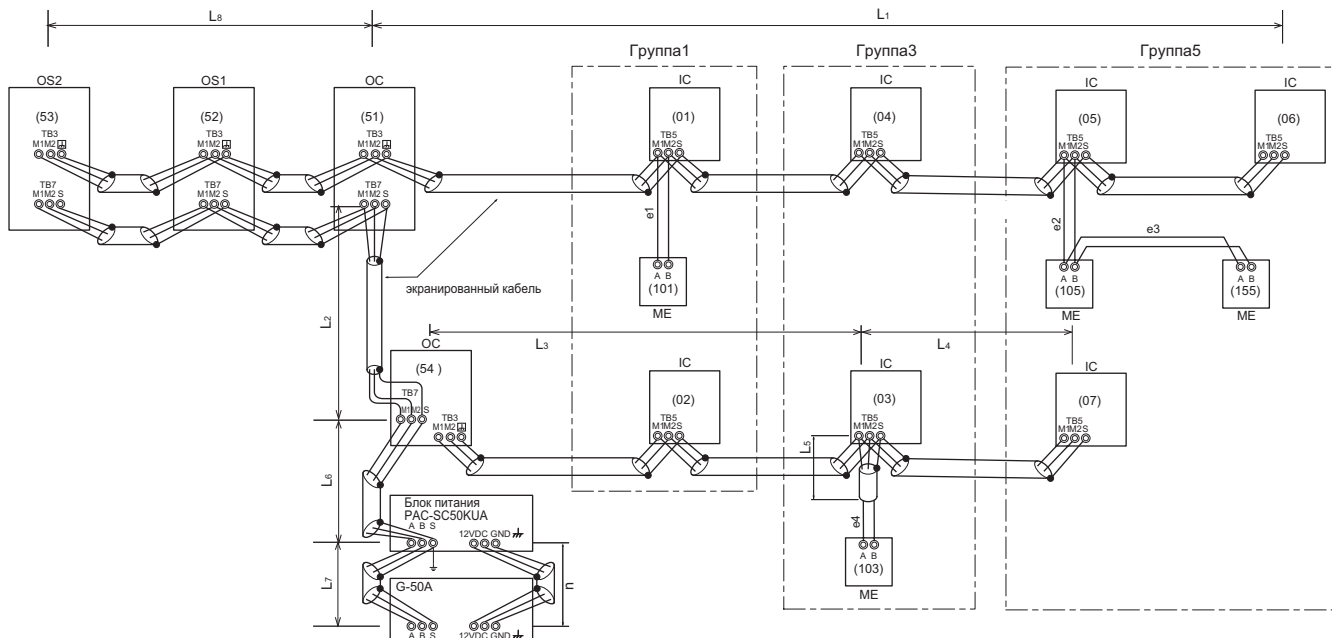 L8
L1
Группа1
Группа3
Группа5
OS2
OS1
OC
IC
IC
IC
IC
(53)
(52)
(51)
(01)
(04)
(05)
(06)
TB3
M1M2
TB3
M1M2
TB3
M1M2
TB5
M1M2S
TB5
M1M2S
TB5
M1M2S
TB5
M1M2S
TB7
M1M2 S
TB7
M1M2 S
TB7
M1M2 S
e1
e2
e3
A B
(101)
ME
A B
(105)
ME
A B
(155)
ME
экранированный кабель
L2
L3
L4
OC
(54 )
TB7
M1M2 S
TB3
M1M2
IC
(02)
TB5
M1M2S
IC
(03)
TB5
M1M2S
IC
(07)
TB5
M1M2S
L5
e4
A B
(103)
ME
L6
Блок питания
PAC-SC50KUA
A B S
12VDC GND
L7
n
G-50A
A B S
12VDC GND